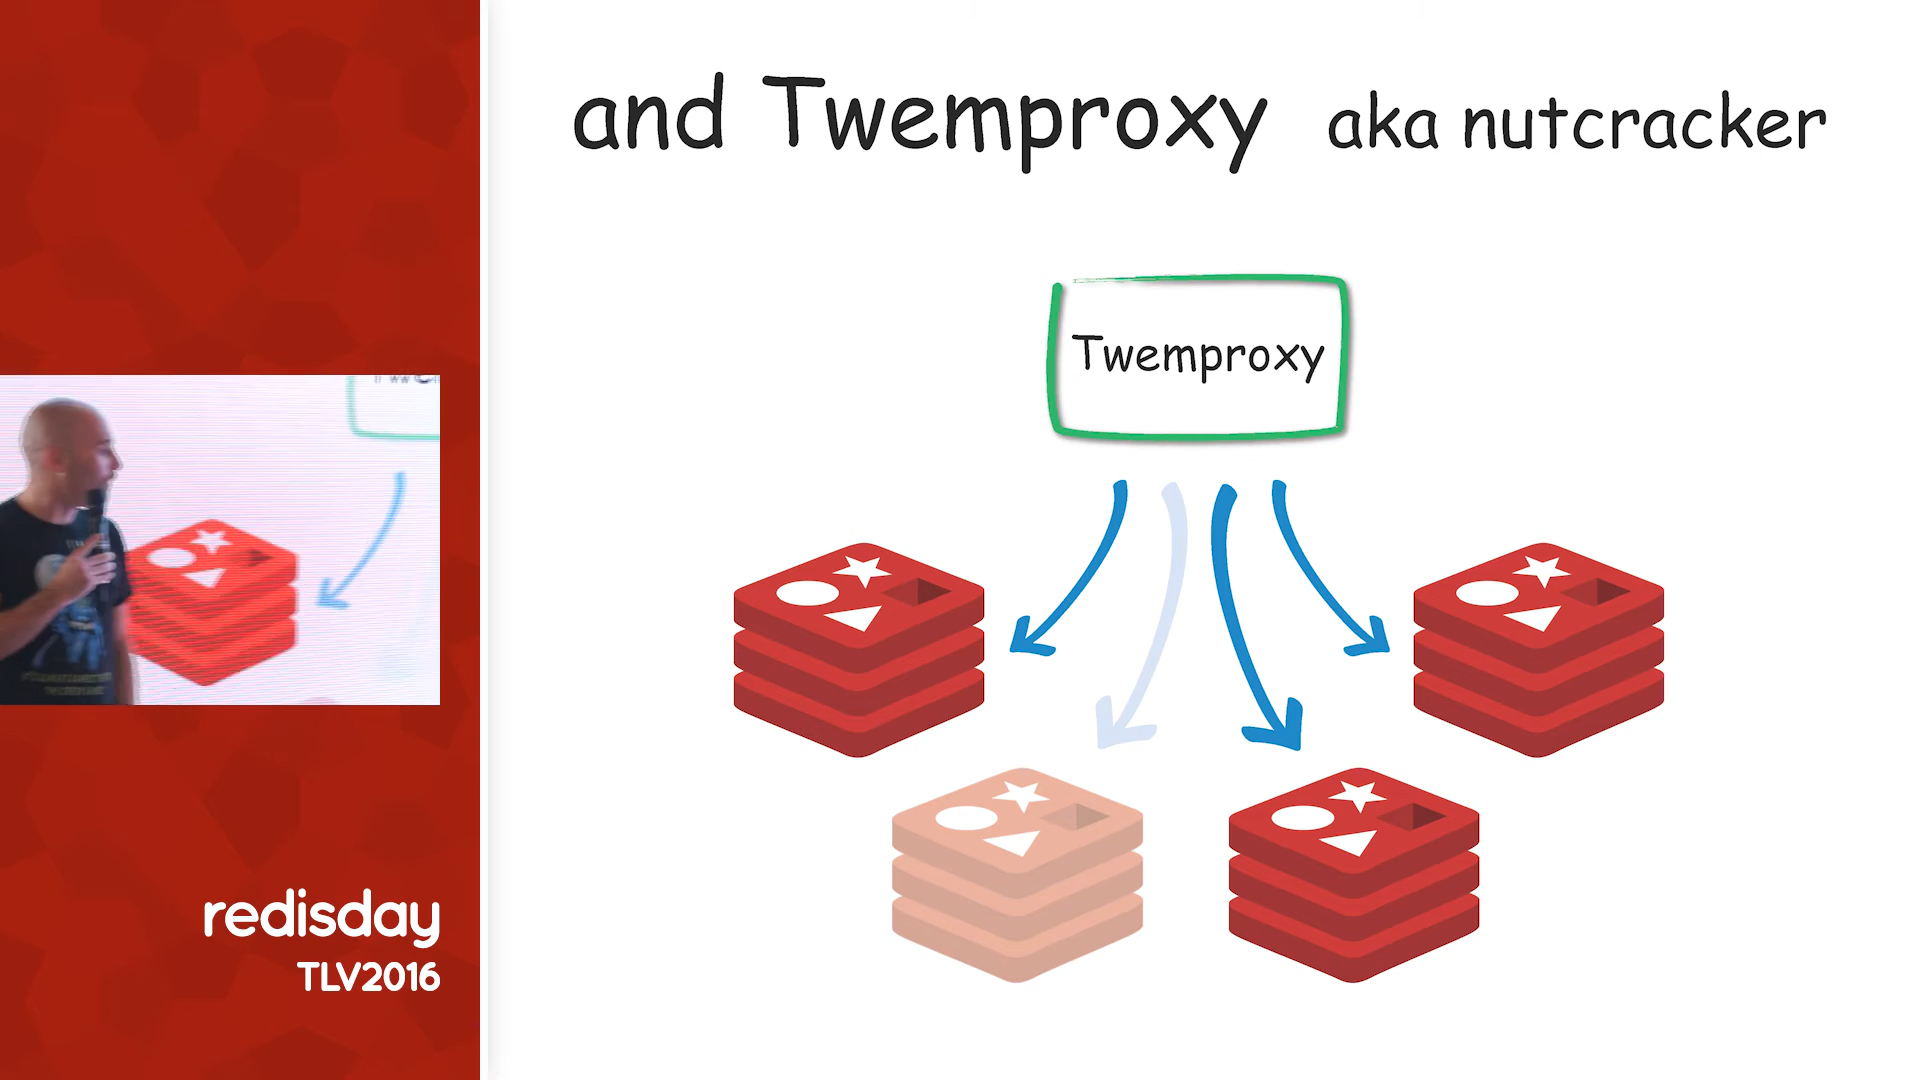 and Twemproxy aka nutcracker
Twemproxy
redisday
TLV2016